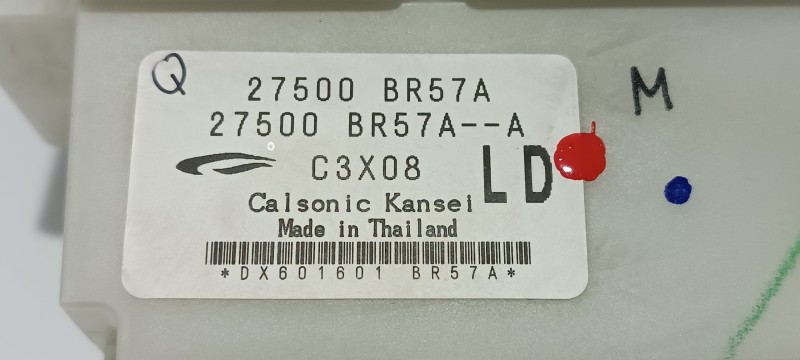 Q
27500 BR57A
M
27500 BR57A--A
C3X08
LD
Calsonic Kansei
Made in Thailand
*DX601601 BR57A*